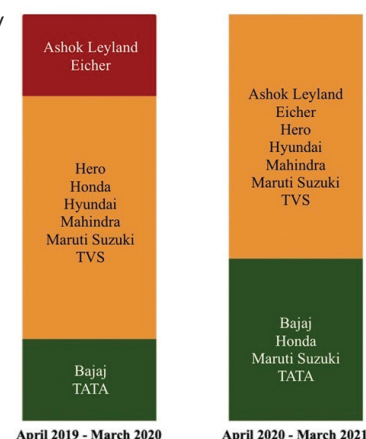 y
Ashok Leyland
Eicher
Hero
Honda
Hyundai
Mahindra
Maruti Suzuki
TVS
Bajaj
TATA
April 2019 - March 2020
Ashok Leyland
Eicher
Hero
Hyundai
Mahindra
Maruti Suzuki
TVS
Bajaj
Honda
Maruti Suzuki
TATA
April 2020 - March 2021